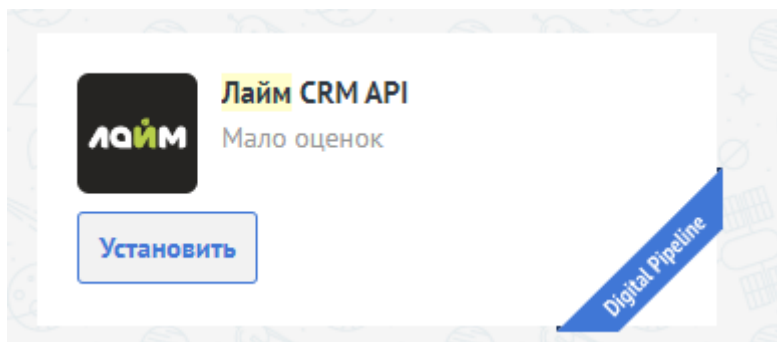 Лайм CRM API
лайм
Мало оценок
Установить
Digital Pipeline